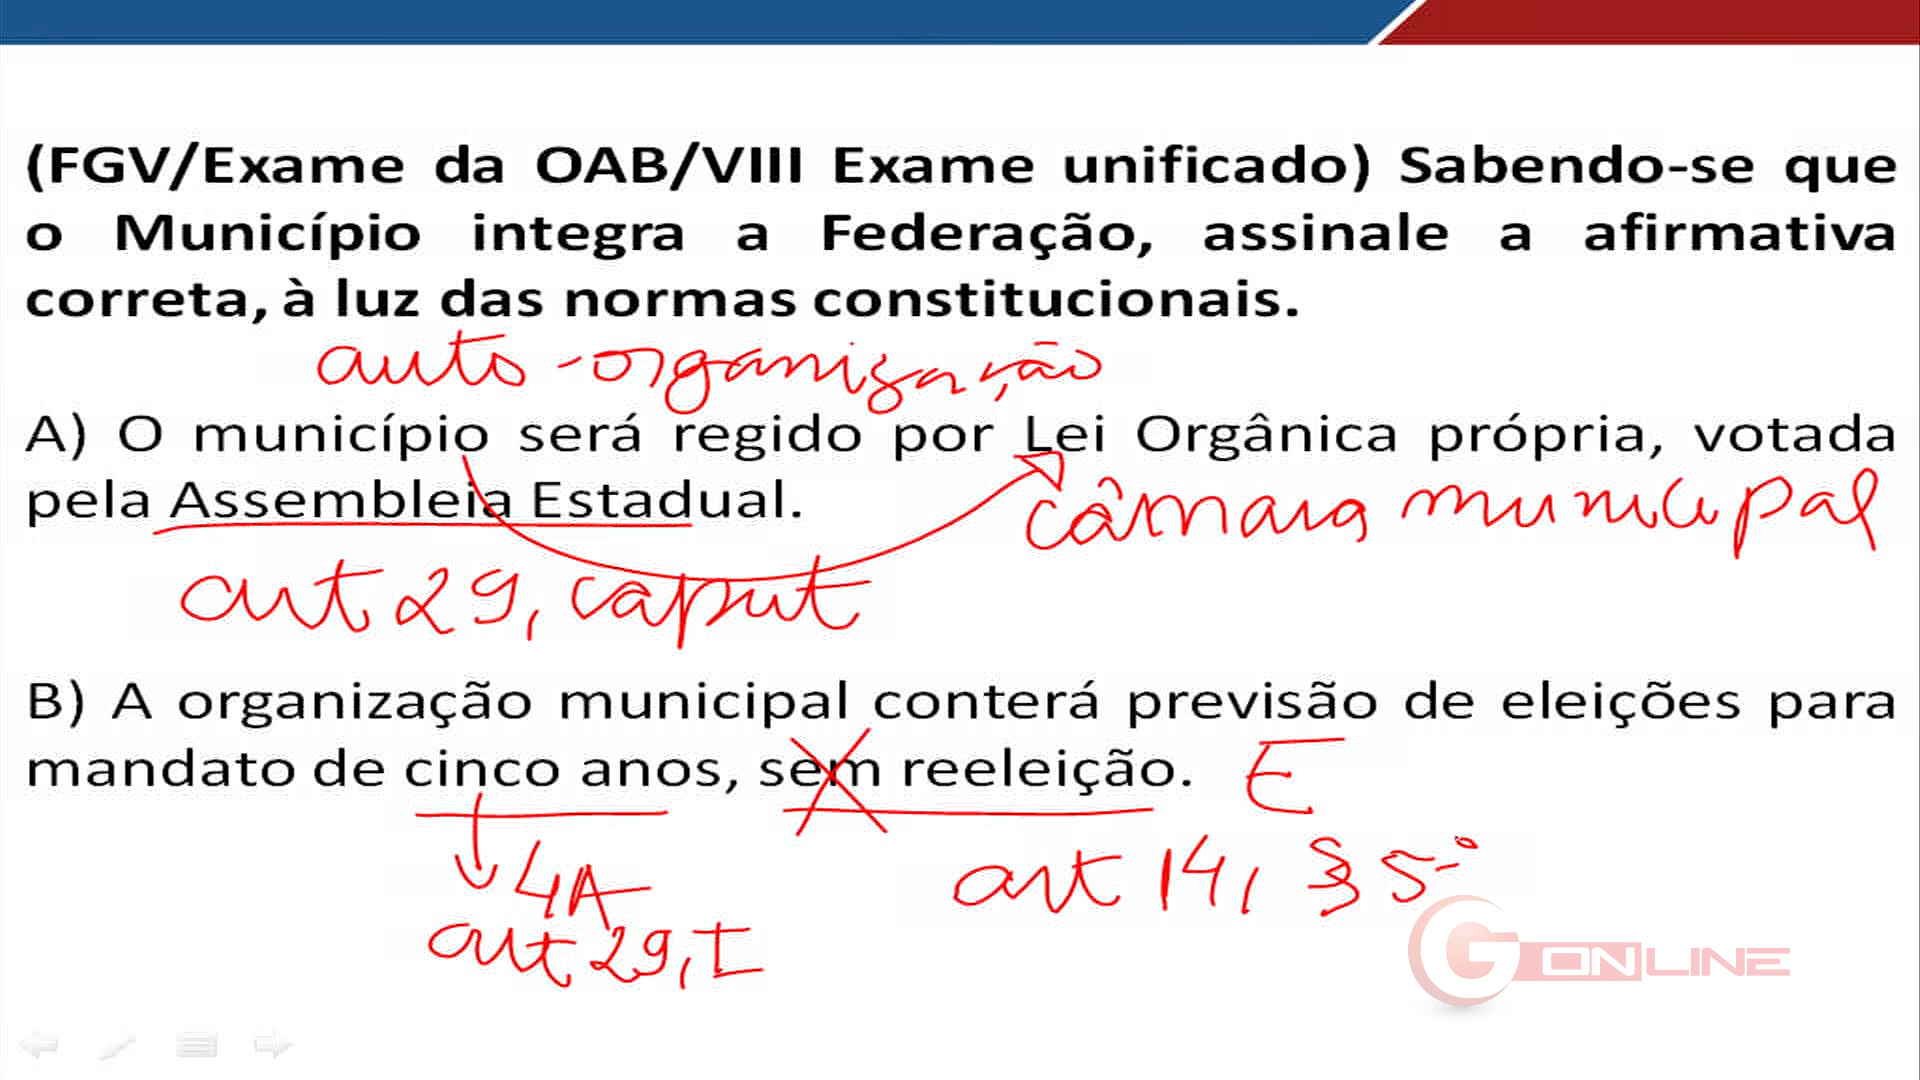 (FGV/Exame da OAB/VIII Exame unificado) Sabendo-se que
o Município integra a Federação, assinale a afirmativa
correta, à luz das normas constitucionais.
auto-organização
A) O município será regido por Lei Orgânica própria, votada
pela Assembleia Estadual.
câmara municipal
art 29, caput
B) A organização municipal conterá previsão de eleições para
mandato de cinco anos, sem reeleição. E
4A
art 14, § 5º
art 29, I
G ONLINE